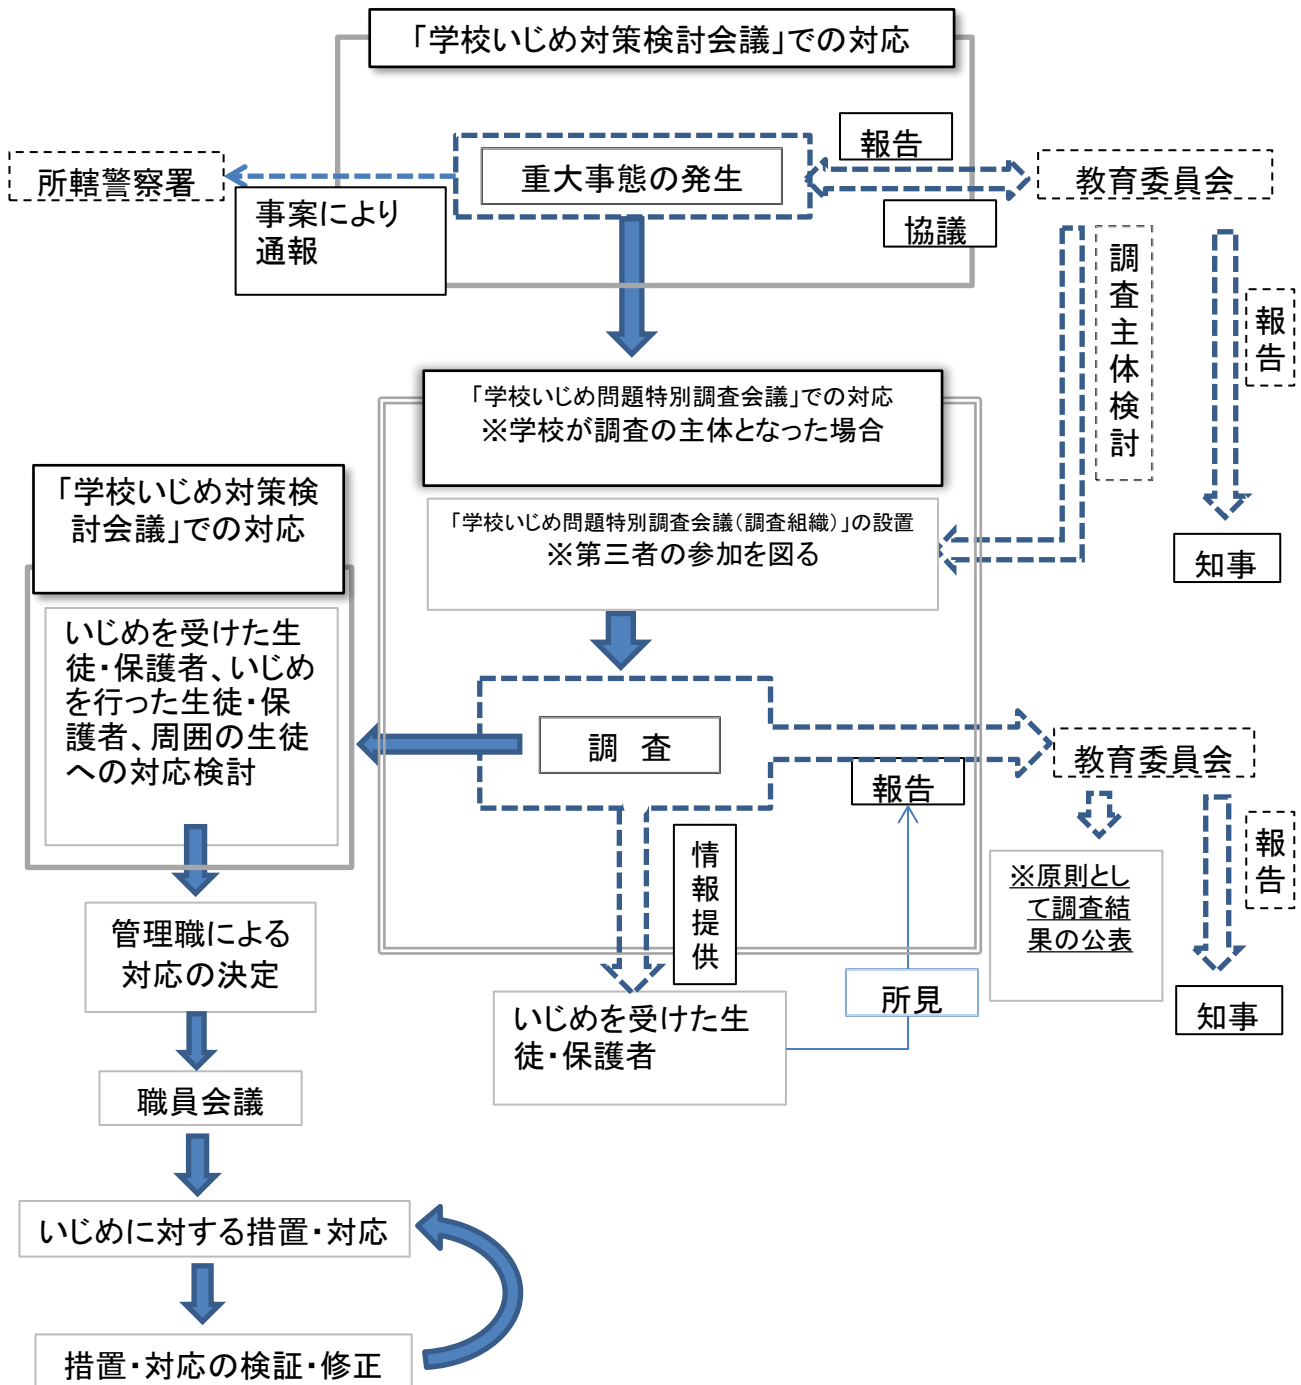 「学校いじめ対策検討会議」での対応
報告
所轄警察署
重大事態の発生
教育委員会
事案により
通報
協議
調査主体検討
報告
「学校いじめ問題特別調査会議」での対応
※学校が調査の主体となった場合
「学校いじめ対策検
討会議」での対応
「学校いじめ問題特別調査会議(調査組織)」の設置
※第三者の参加を図る
知事
いじめを受けた生
徒・保護者、いじめ
を行った生徒・保
護者、周囲の生徒
への対応検討
調 査
教育委員会
報告
情報提供
報告
※原則とし
て調査結
果の公表
管理職による
対応の決定
所見
知事
いじめを受けた生
徒・保護者
職員会議
いじめに対する措置・対応
措置・対応の検証・修正